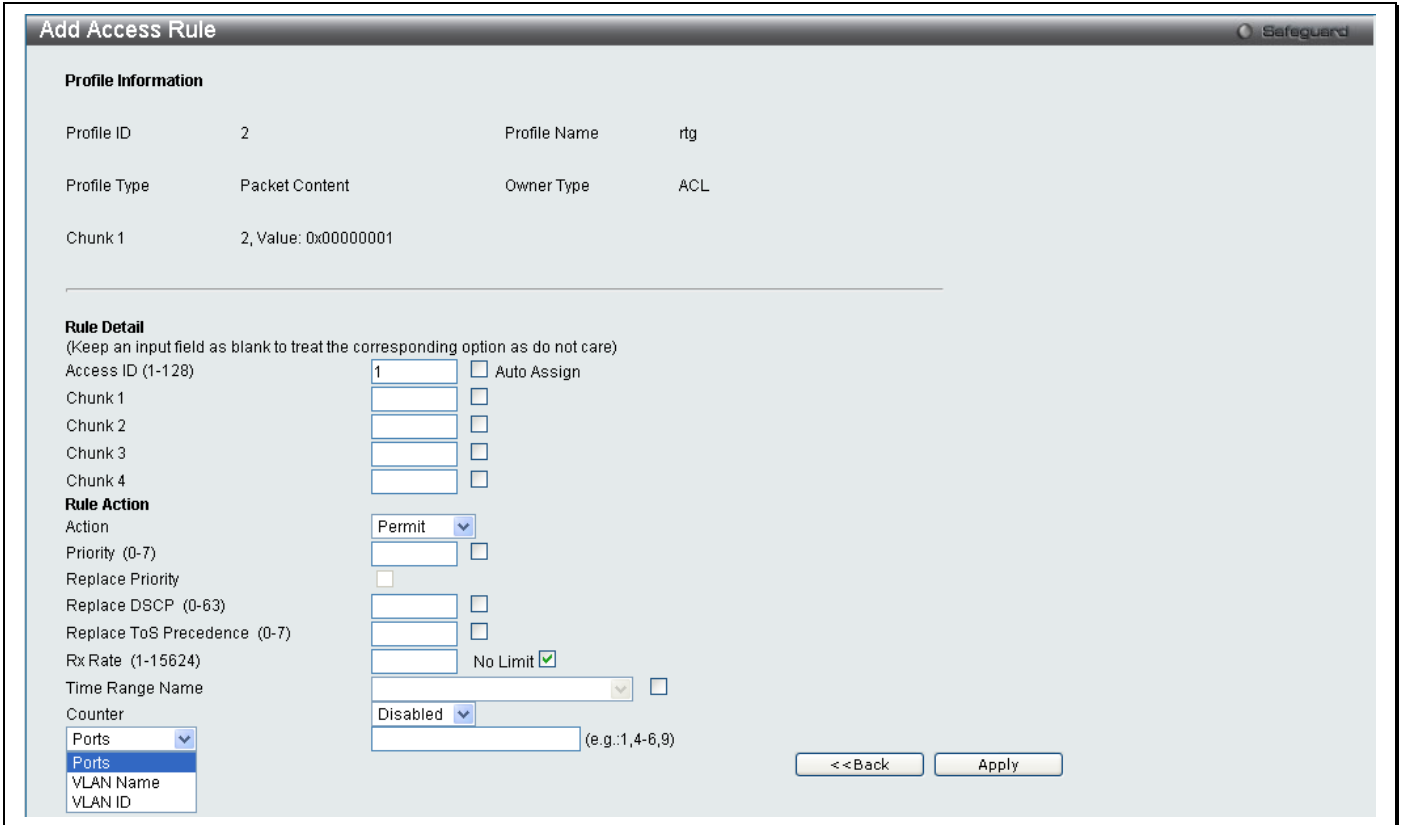 Add Access Rule Safeguard
Profile Information
Profile ID 2 Profile Name rtg
Profile Type Packet Content Owner Type ACL
Chunk 1 2, Value: 0x00000001
Rule Detail
(Keep an input field as blank to treat the corresponding option as do not care)
Access ID (1-128) 1 Auto Assign
Chunk 1
Chunk 2
Chunk 3
Chunk 4
Rule Action
Action Permit
Priority (0-7)
Replace Priority
Replace DSCP (0-63)
Replace ToS Precedence (0-7)
Rx Rate (1-15624) No Limit
Time Range Name
Counter Disabled
Ports (e.g.:1,4-6,9)
Ports <<Back Apply
VLAN Name
VLAN ID